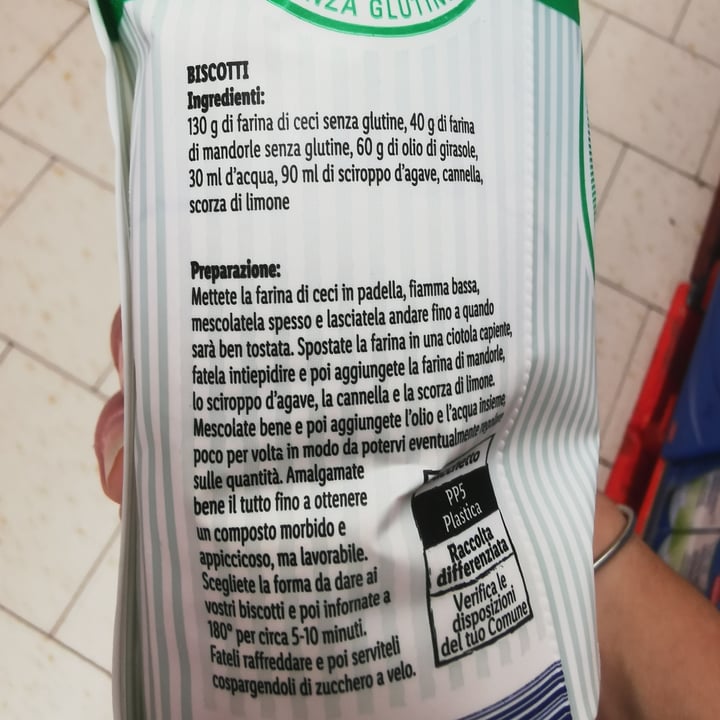 SENZA GLUTINE
BISCOTTI
Ingredienti:
130 g di farina di ceci senza glutine, 40 g di farina
di mandorle senza glutine, 60 g di olio di girasole,
30 ml d'acqua, 90 ml di sciroppo d'agave, cannella,
scorza di limone
Preparazione:
Mettete la farina di ceci in padella, fiamma bassa,
mescolatela spesso e lasciatela andare fino a quando
sarà ben tostata. Spostate la farina in una ciotola capiente,
fatela intiepidire e poi aggiungete la farina di mandorle,
lo sciroppo d'agave, la cannella e la scorza di limone.
Mescolate bene e poi aggiungete l'olio e l'acqua insieme
poco per volta in modo da potervi eventualmente
sulle quantità. Amalgamate
bene il tutto fino a ottenere
un composto morbido e
appiccicoso, ma lavorabile.
Scegliete la forma da dare ai
vostri biscotti e poi infornate a
180° per circa 5-10 minuti.
Fateli raffreddare e poi serviteli
cospargendoli di zucchero a velo.
PP5
Plastica
Raccolta
differenziata
Verifica le
disposizioni
del tuo Comune